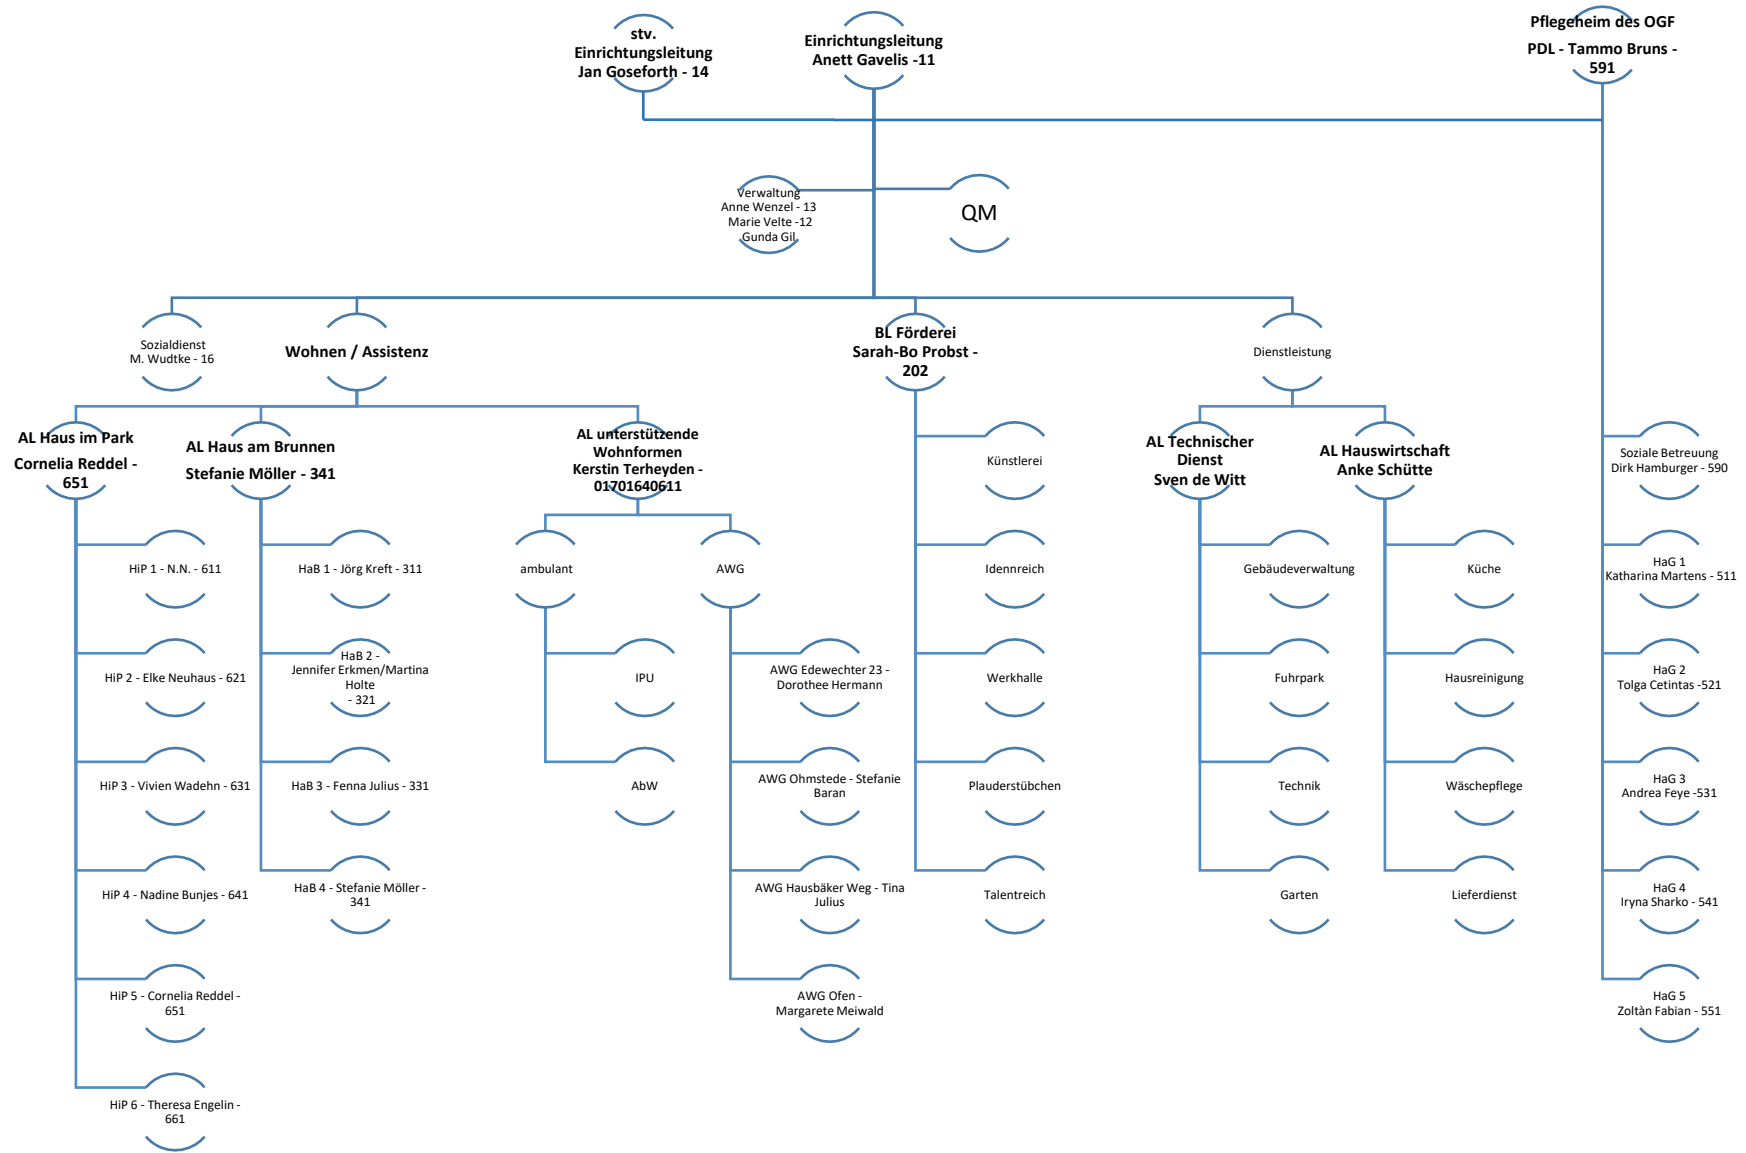 stv.
Einrichtungsleitung
Jan Goseforth - 14
Einrichtungsleitung
Anett Gavelis -11
Pflegeheim des OGF
PDL - Tammo Bruns -
591
Verwaltung
Anne Wenzel - 13
Marie Velte -12
Gunda Gil
QM
Sozialdienst
M. Wudtke - 16
Wohnen / Assistenz
BL Förderei
Sarah-Bo Probst -
202
Dienstleistung
AL Haus im Park
Cornelia Reddel -
651
AL Haus am Brunnen
Stefanie Möller - 341
AL unterstützende
Wohnformen
Kerstin Terheyden -
01701640611
AL Technischer
Dienst
Sven de Witt
AL Hauswirtschaft
Anke Schütte
HiP 1 - N.N. - 611
HiP 2 - Elke Neuhaus - 621
HiP 3 - Vivien Wadehn - 631
HiP 4 - Nadine Bunjes - 641
HiP 5 - Cornelia Reddel -
651
HiP 6 - Theresa Engelin -
661
HaB 1 - Jörg Kreft - 311
HaB 2 -
Jennifer Erkmen/Martina
Holte
- 321
HaB 3 - Fenna Julius - 331
HaB 4 - Stefanie Möller -
341
ambulant
IPU
AbW
AWG
AWG Edewechter 23 -
Dorothee Hermann
AWG Ohmstede - Stefanie
Baran
AWG Hausbäker Weg - Tina
Julius
AWG Ofen -
Margarete Meiwald
Künstlerei
Idennreich
Werkhalle
Plauderstübchen
Talentreich
Gebäudeverwaltung
Fuhrpark
Technik
Garten
Küche
Hausreinigung
Wäschepflege
Lieferdienst
Soziale Betreuung
Dirk Hamburger - 590
HaG 1
Katharina Martens - 511
HaG 2
Tolga Cetintas -521
HaG 3
Andrea Feye -531
HaG 4
Iryna Sharko - 541
HaG 5
Zoltàn Fabian - 551